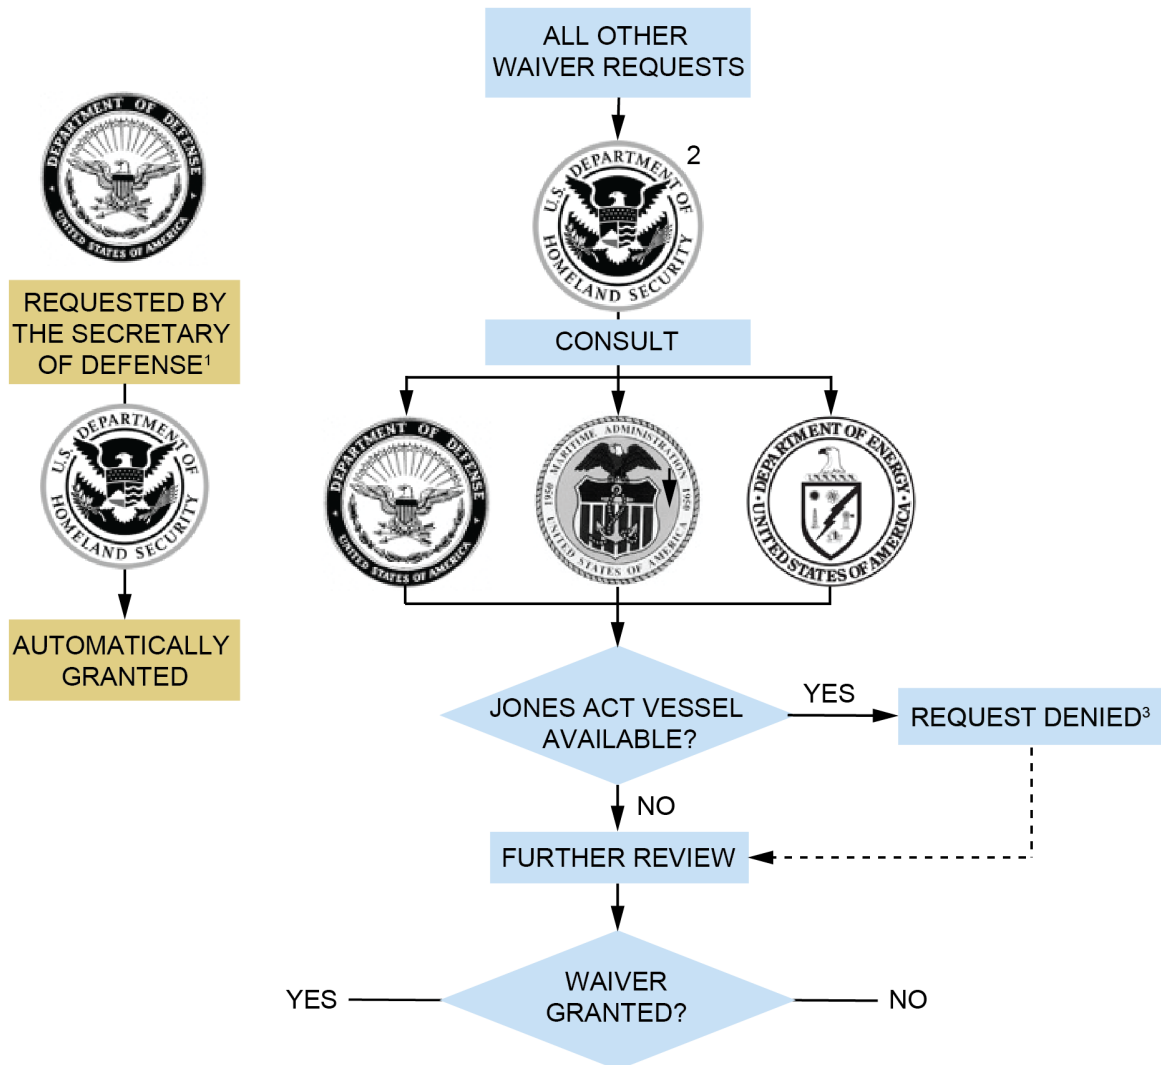 DEPARTMENT OF DEFENSE
UNITED STATES OF AMERICA
REQUESTED BY
THE SECRETARY
OF DEFENSE¹
U.S. DEPARTMENT OF
HOMELAND SECURITY
AUTOMATICALLY
GRANTED
ALL OTHER
WAIVER REQUESTS
2
U.S. DEPARTMENT OF
HOMELAND SECURITY
CONSULT
DEPARTMENT OF DEFENSE
UNITED STATES OF AMERICA
MARITIME ADMINISTRATION
1950 1950
UNITED STATES OF AMERICA
DEPARTMENT OF ENERGY
UNITED STATES OF AMERICA
JONES ACT VESSEL
AVAILABLE?
YES
REQUEST DENIED³
NO
FURTHER REVIEW
WAIVER
GRANTED?
YES
NO